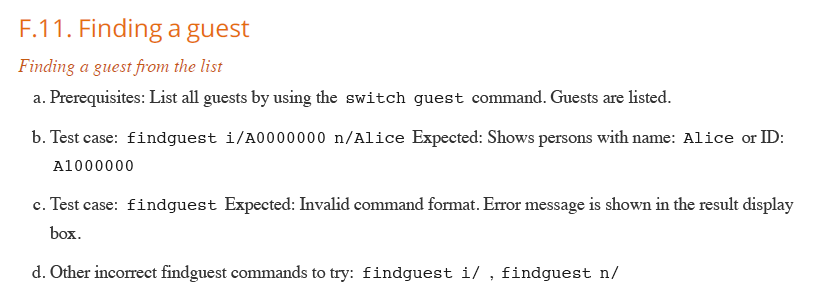 F.11. Finding a guest
Finding a guest from the list
a. Prerequisites: List all guests by using the switch guest command. Guests are listed.
b. Test case: findguest i/A0000000 n/Alice Expected: Shows persons with name: Alice or ID:
A1000000
c. Test case: findguest Expected: Invalid command format. Error message is shown in the result display
box.
d. Other incorrect findguest commands to try: findguest i/ , findguest n/